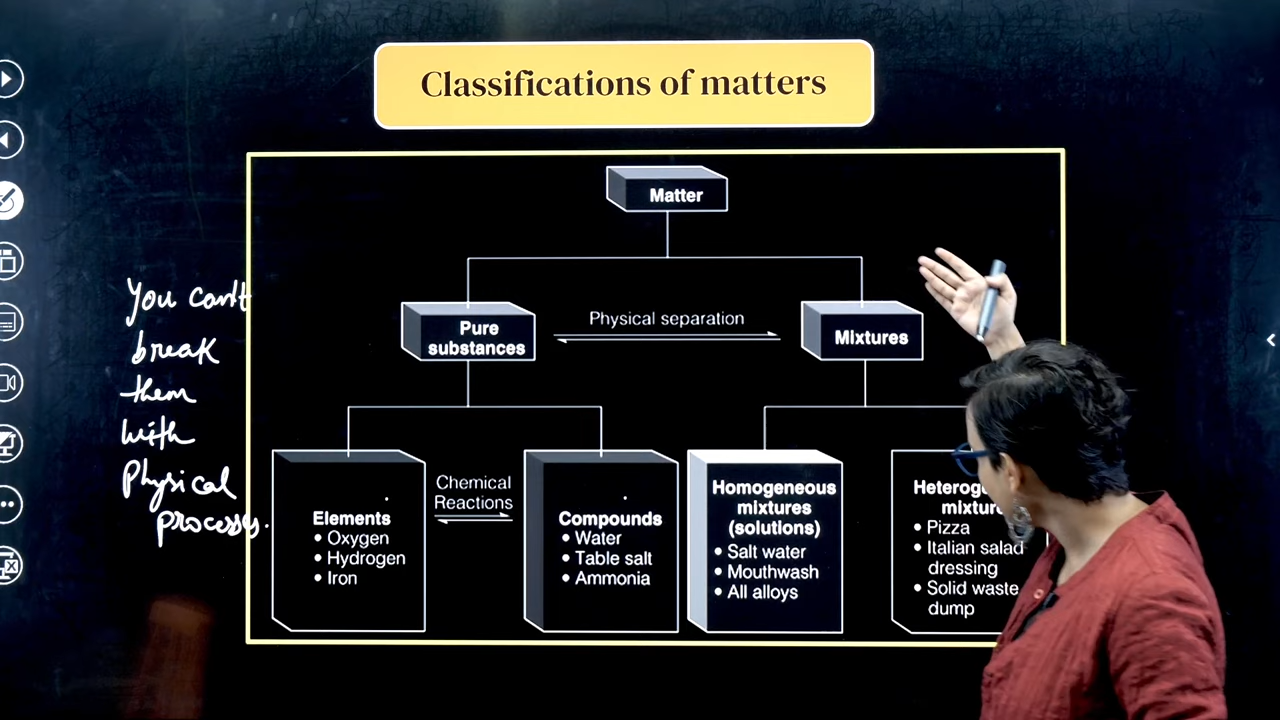 Classifications of matters
Matter
Physical separation
Pure
substances
Mixtures
You can't
break
them
with
Physical
processes.
Chemical
Reactions
Elements
• Oxygen
• Hydrogen
• Iron
Compounds
• Water
• Table salt
• Ammonia
Homogeneous
mixtures
(solutions)
• Salt water
• Mouthwash
• All alloys
• Pizza
• Italian salad
dressing
• Solid waste
dump